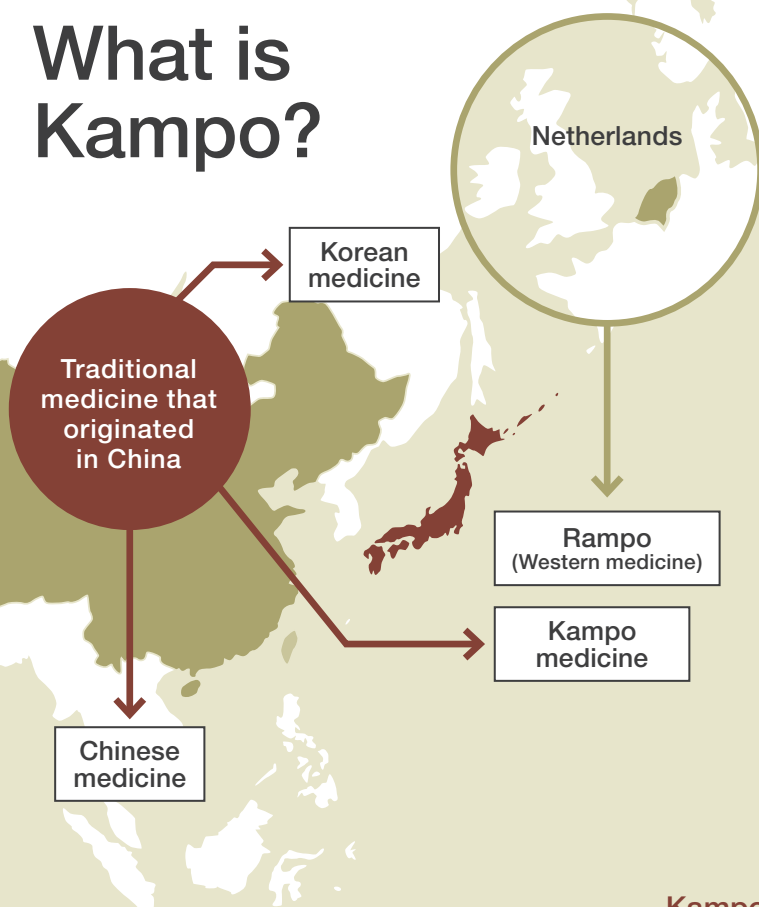 What is
Kampo?
Netherlands
Korean
medicine
Traditional
medicine that
originated
in China
Rampo
(Western medicine)
Kampo
medicine
Chinese
medicine
Kampo